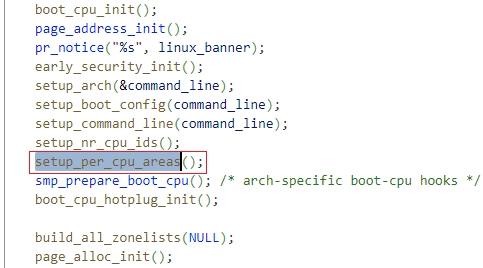 boot_cpu_init();
page_address_init();
pr_notice("%s", linux_banner);
early_security_init();
setup_arch(&command_line);
setup_boot_config(command_line);
setup_command_line(command_line);
setup_nr_cpu_ids();
setup_per_cpu_areas();
smp_prepare_boot_cpu(); /* arch-specific boot-cpu hooks */
boot_cpu_hotplug_init();
build_all_zonelists(NULL);
page_alloc_init();